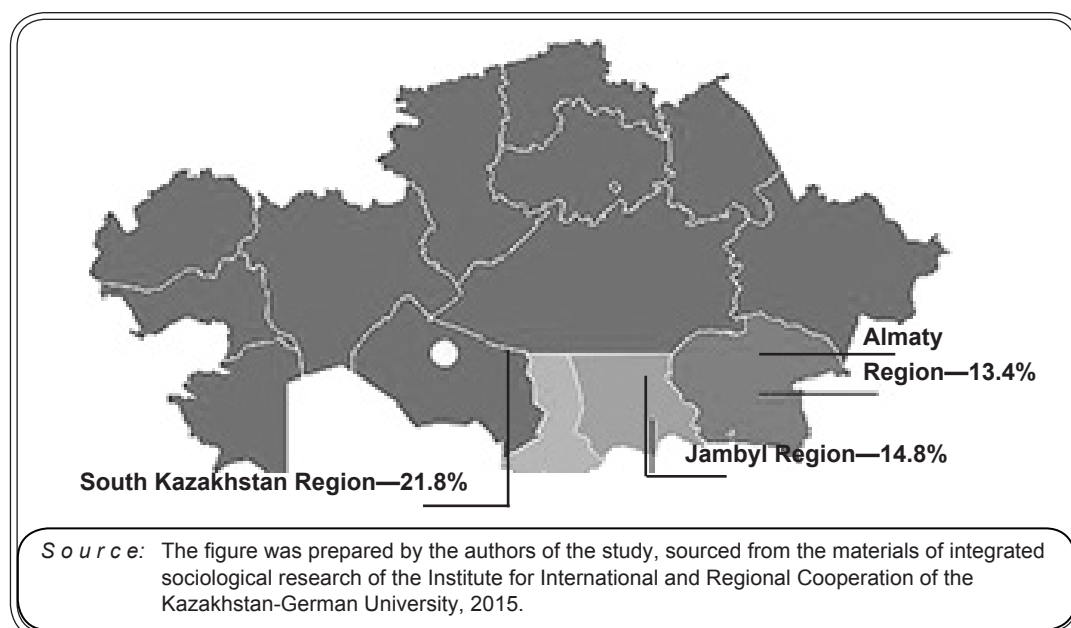 Almaty
Region—13.4%
Jambyl Region—14.8%
South Kazakhstan Region—21.8%
Source: The figure was prepared by the authors of the study, sourced from the materials of integrated
sociological research of the Institute for International and Regional Cooperation of the
Kazakhstan-German University, 2015.